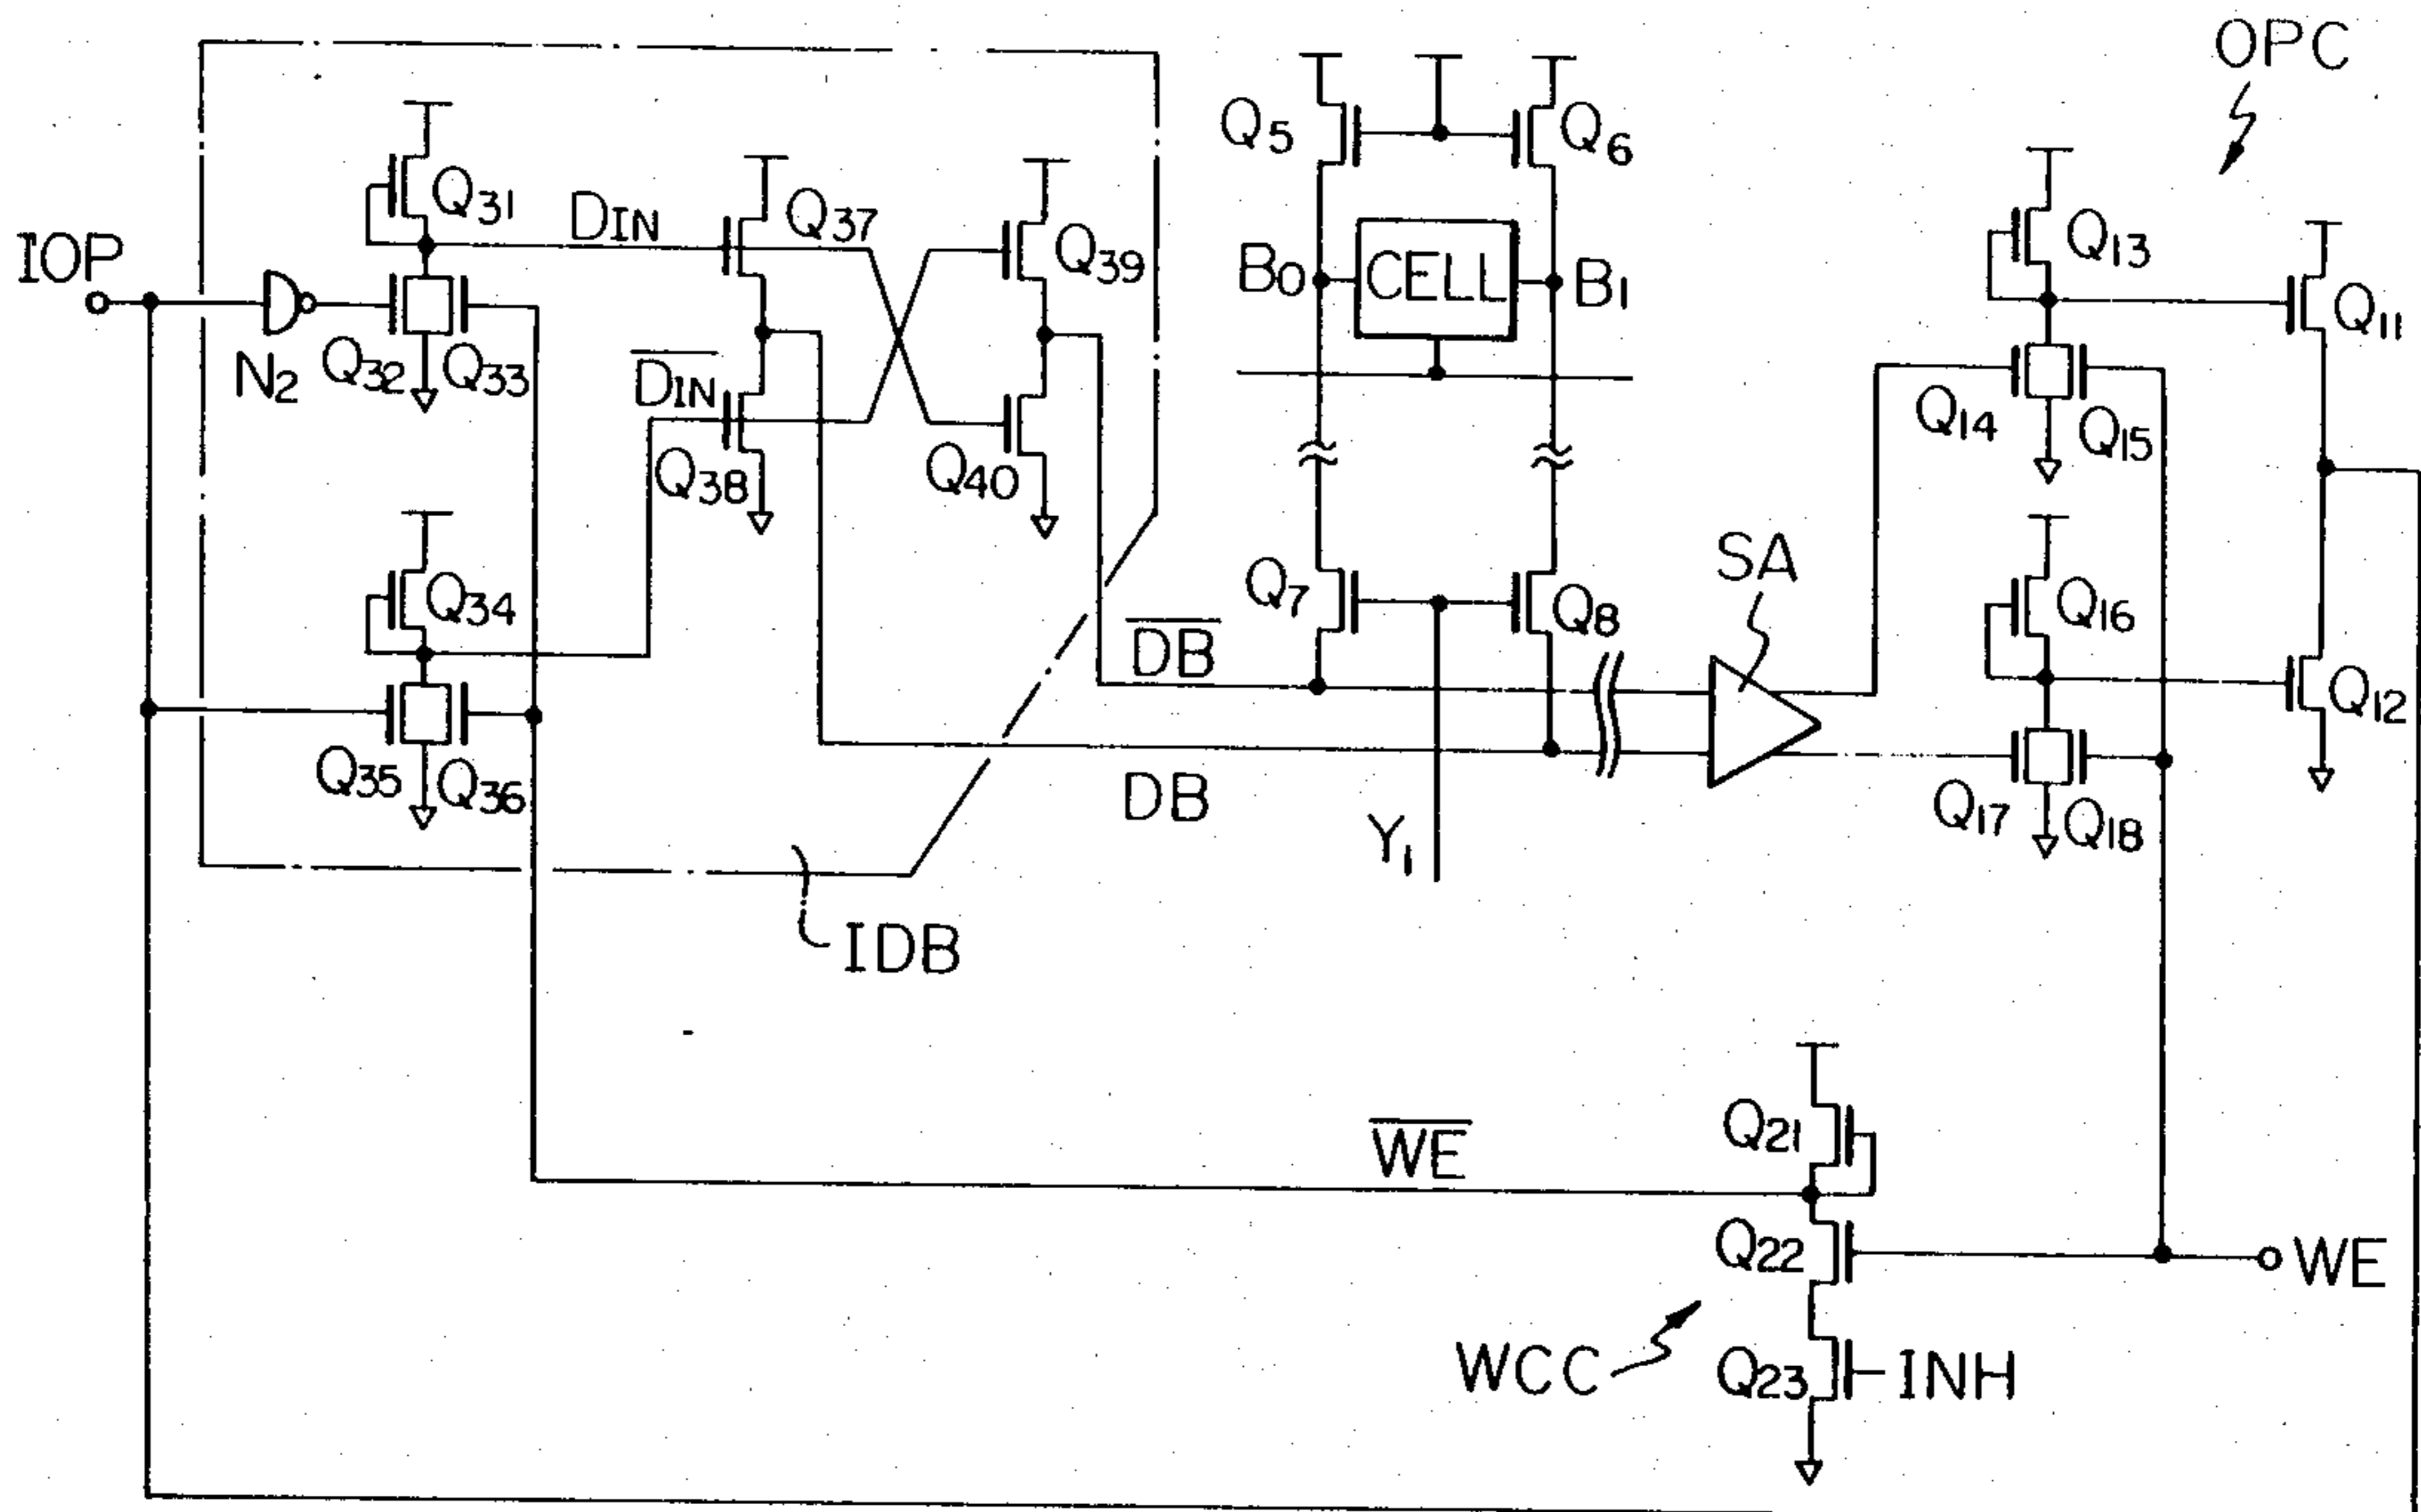 OPC
Q5
Q6
Q31
DIN
Q37
Q39
Q13
IOP
B0
CELL
B1
Q11
N2
Q32
Q33
DIN
Q38
Q40
Q14
Q15
Q34
Q7
Q8
SA
Q16
DB
Q12
Q35
Q36
DB
Y1
Q17
Q18
IDB
Q21
WE
Q22
WE
WCC
Q23
INH